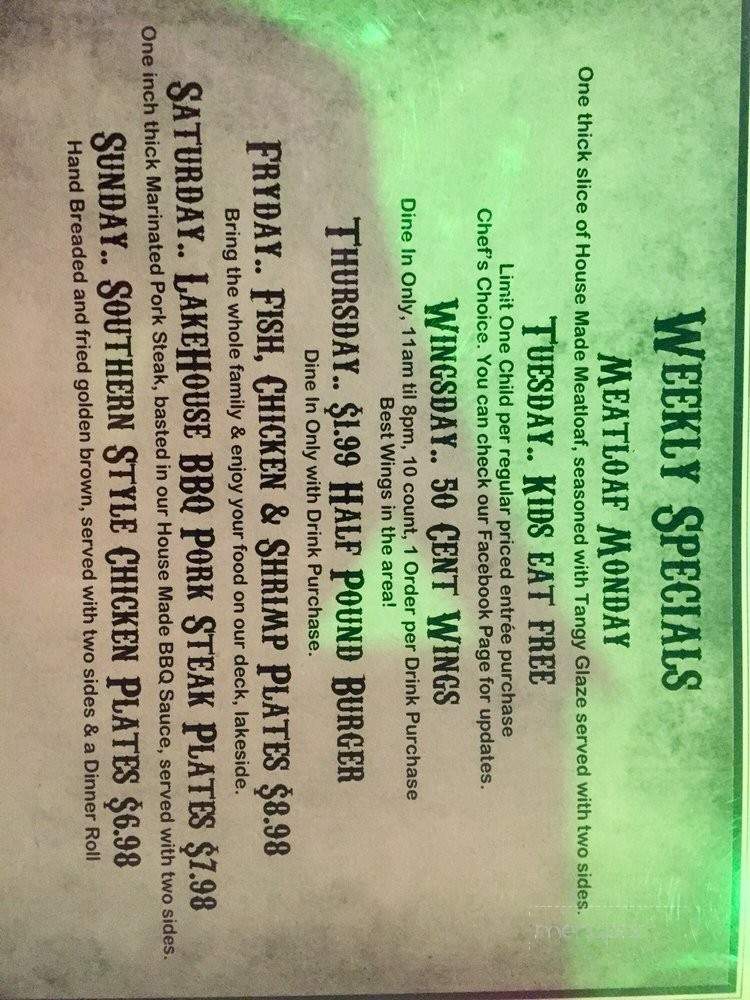 Weekly Specials
Meatloaf Monday
One thick slice of House Made Meatloaf, seasoned with Tangy Glaze served with two sides.
Tuesday.. Kids eat free
Limit One Child per regular priced entrée purchase
Chef's Choice. You can check our Facebook Page for updates.
Wingsday.. 50 Cent Wings
Dine In Only, 11am til 8pm, 10 count, 1 Order per Drink Purchase
Best Wings in the area!
Thursday.. $1.99 Half Pound Burger
Dine In Only with Drink Purchase.
Fryday.. Fish, Chicken & Shrimp Plates $8.98
Bring the whole family & enjoy your food on our deck, lakeside.
Saturday.. LakeHouse BBQ Pork Steak Plates $7.98
One inch thick Marinated Pork Steak, basted in our House Made BBQ Sauce, served with two sides.
Sunday.. Southern Style Chicken Plates $6.98
Hand Breaded and fried golden brown, served with two sides & a Dinner Roll